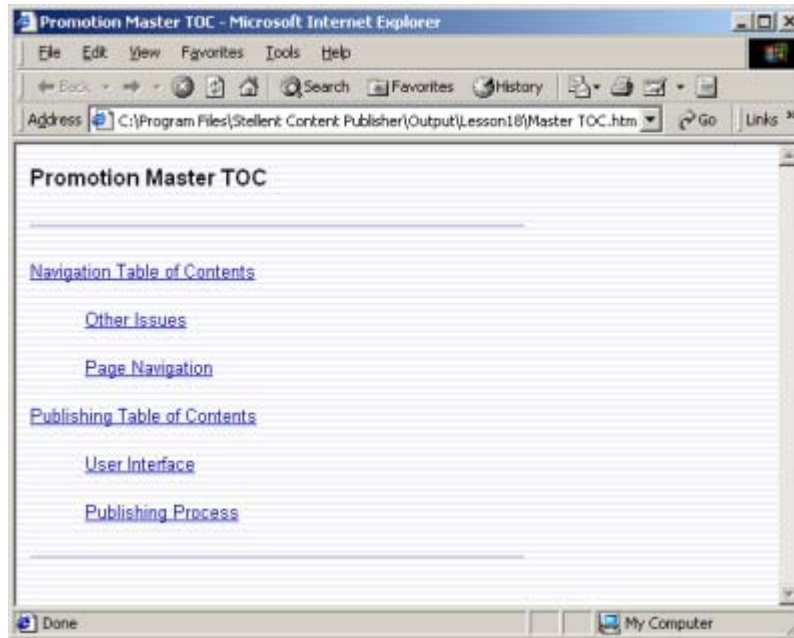 Promotion Master TOC - Microsoft Internet Explorer
File Edit View Favorites Tools Help
Back Search Favorites History
Address C:\Program Files\Stellent Content Publisher\Output\Lesson18\Master TOC.htm Go Links »
Promotion Master TOC
Navigation Table of Contents
Other Issues
Page Navigation
Publishing Table of Contents
User Interface
Publishing Process
Done My Computer